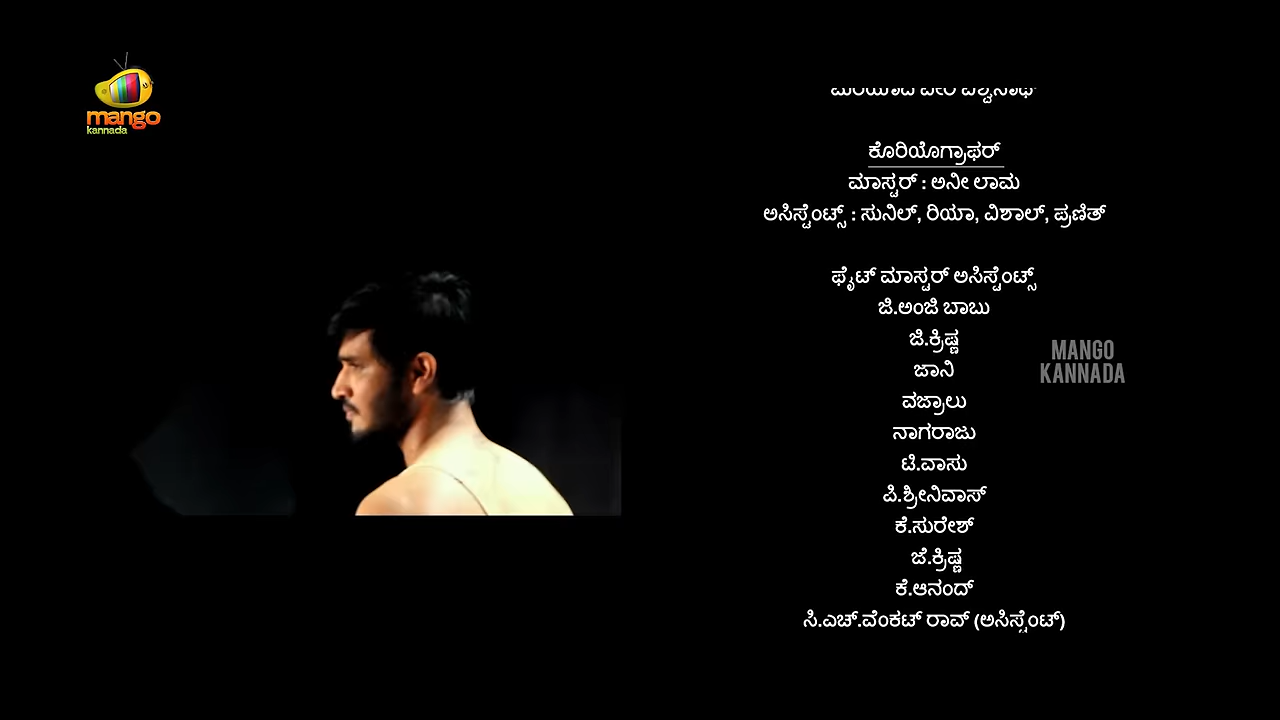 mango
kannada
ಕೊರಿಯೊಗ್ರಾಫರ್
ಮಾಸ್ಟರ್ : ಅನೀ ಲಾಮ
ಅಸಿಸ್ಟೆಂಟ್ಸ್ : ಸುನಿಲ್, ರಿಯಾ, ವಿಶಾಲ್, ಪ್ರಣಿತ್
ಫೈಟ್ ಮಾಸ್ಟರ್ ಅಸಿಸ್ಟೆಂಟ್ಸ್
ಜಿ.ಅಂಜಿ ಬಾಬು
ಜಿ.ಕ್ರಿಷ್ಣ
ಜಾನಿ
ವಜ್ರಾಲು
ನಾಗರಾಜು
ಟಿ.ವಾಸು
ಪಿ.ಶ್ರೀನಿವಾಸ್
ಕೆ.ಸುರೇಶ್
ಜೆ.ಕ್ರಿಷ್ಣ
ಕೆ.ಆನಂದ್
ಸಿ.ಎಚ್.ವೆಂಕಟ್ ರಾವ್ (ಅಸಿಸ್ಟೆಂಟ್)
MANGO
KANNADA